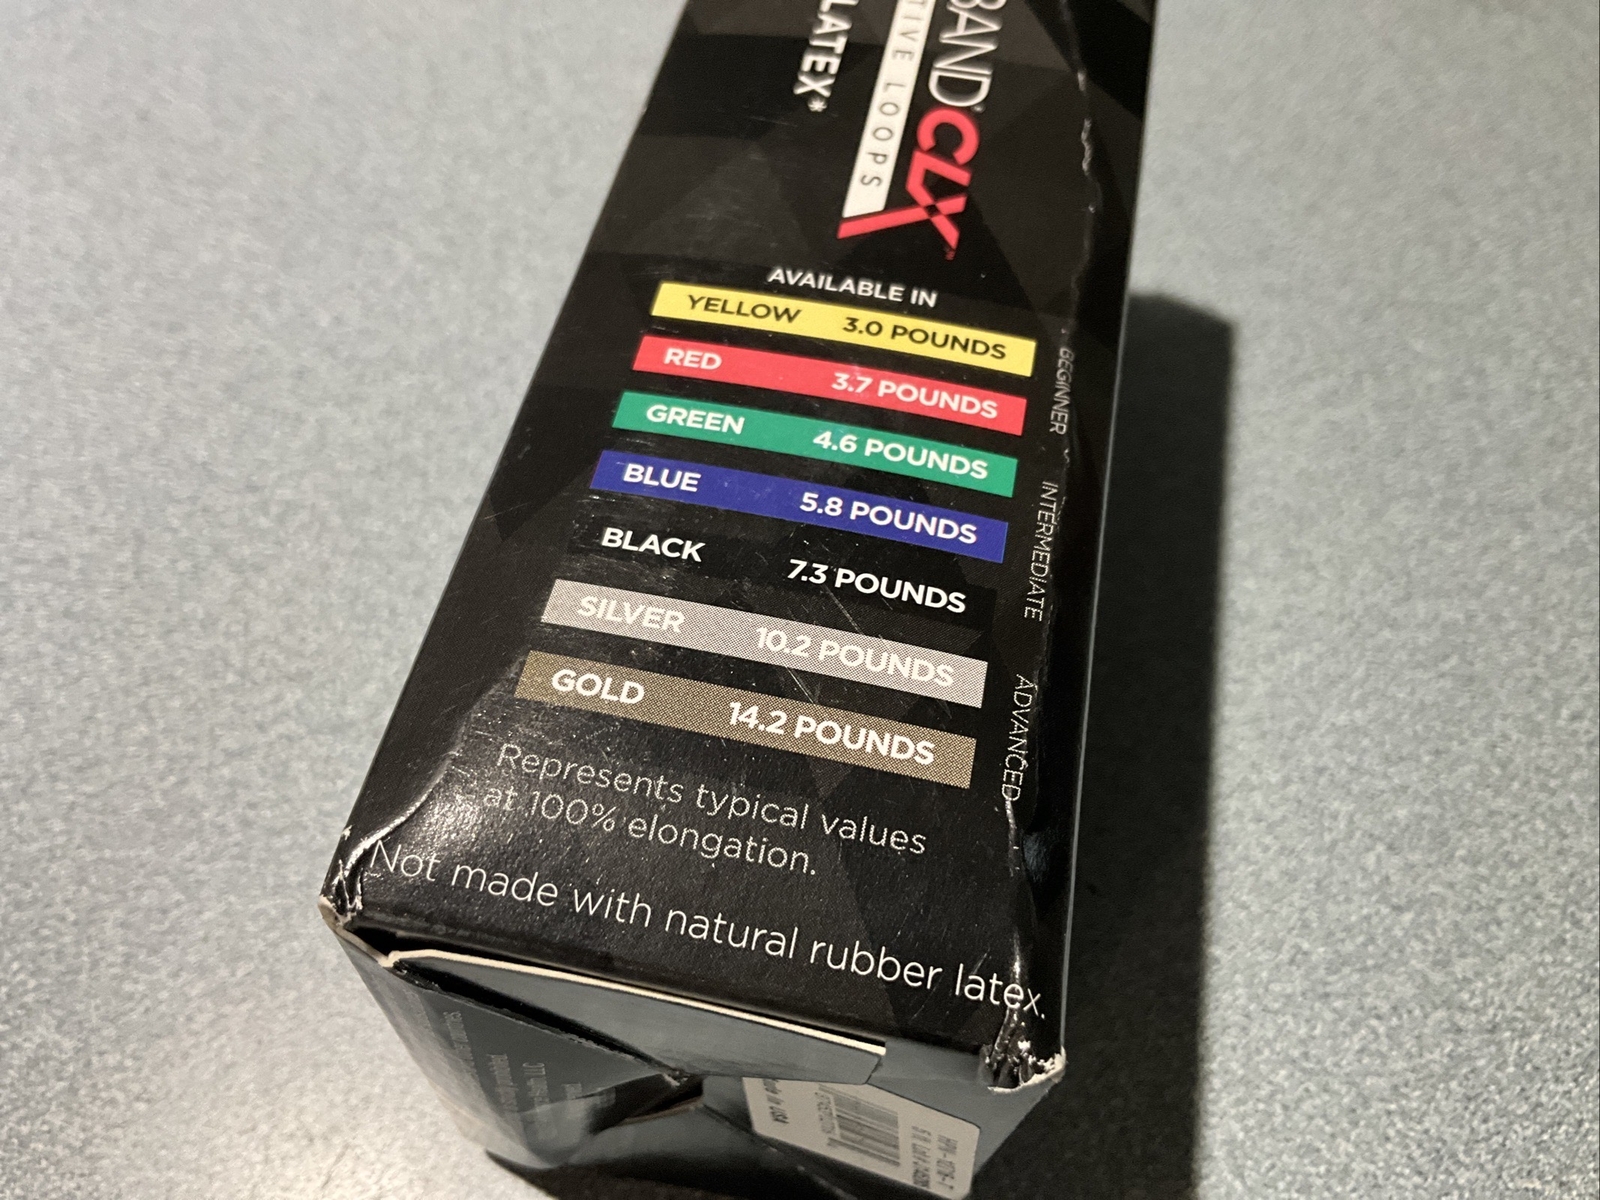 BAND CLX
TIVE LOOPS
LATEX*
AVAILABLE IN
YELLOW 3.0 POUNDS
RED 3.7 POUNDS
GREEN 4.6 POUNDS
BLUE 5.8 POUNDS
BLACK 7.3 POUNDS
SILVER 10.2 POUNDS
GOLD 14.2 POUNDS
BEGINNER
INTERMEDIATE
ADVANCED
Represents typical values
at 100% elongation.
Not made with natural rubber latex.